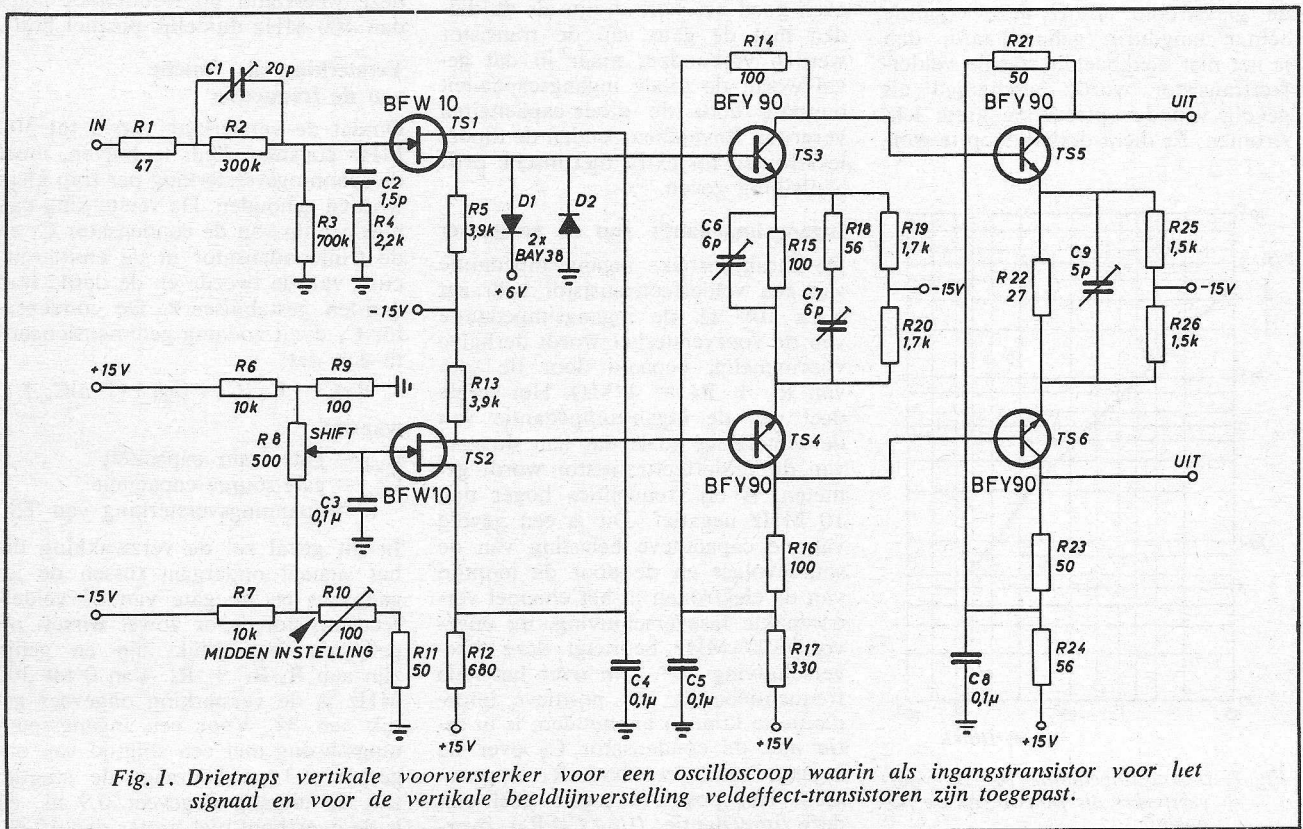 C1 20p
IN
R1
47
R2
300k
BFW 10
TS1
C2
1,5p
R3
700k
R4
2,2k
R5
3,9k
D1
D2
2x
BAY38
+6V
-15V
+15V
R6
10k
R9
100
R8
500
SHIFT
C3
0,1µ
BFW10
TS2
R13
3,9k
-15V
R7
10k
R10
100
MIDDEN INSTELLING
R11
50
R12
680
+15V
C4
0,1µ
C5
0,1µ
R14
100
BFY 90
TS3
C6
6p
R15
100
C7
6p
R18
56
R19
1,7k
-15V
R20
1,7k
TS4
BFY90
R16
100
R17
330
+15V
R21
50
BFY 90
UIT
TS5
R22
27
C9
5p
R25
1,5k
-15V
R26
1,5k
TS6
BFY90
UIT
R23
50
R24
56
C8
0,1µ
+15V
Fig. 1. Drietraps vertikale voorversterker voor een oscilloscoop waarin als ingangstransistor voor het
signaal en voor de vertikale beeldlijnverstelling veldeffect-transistoren zijn toegepast.